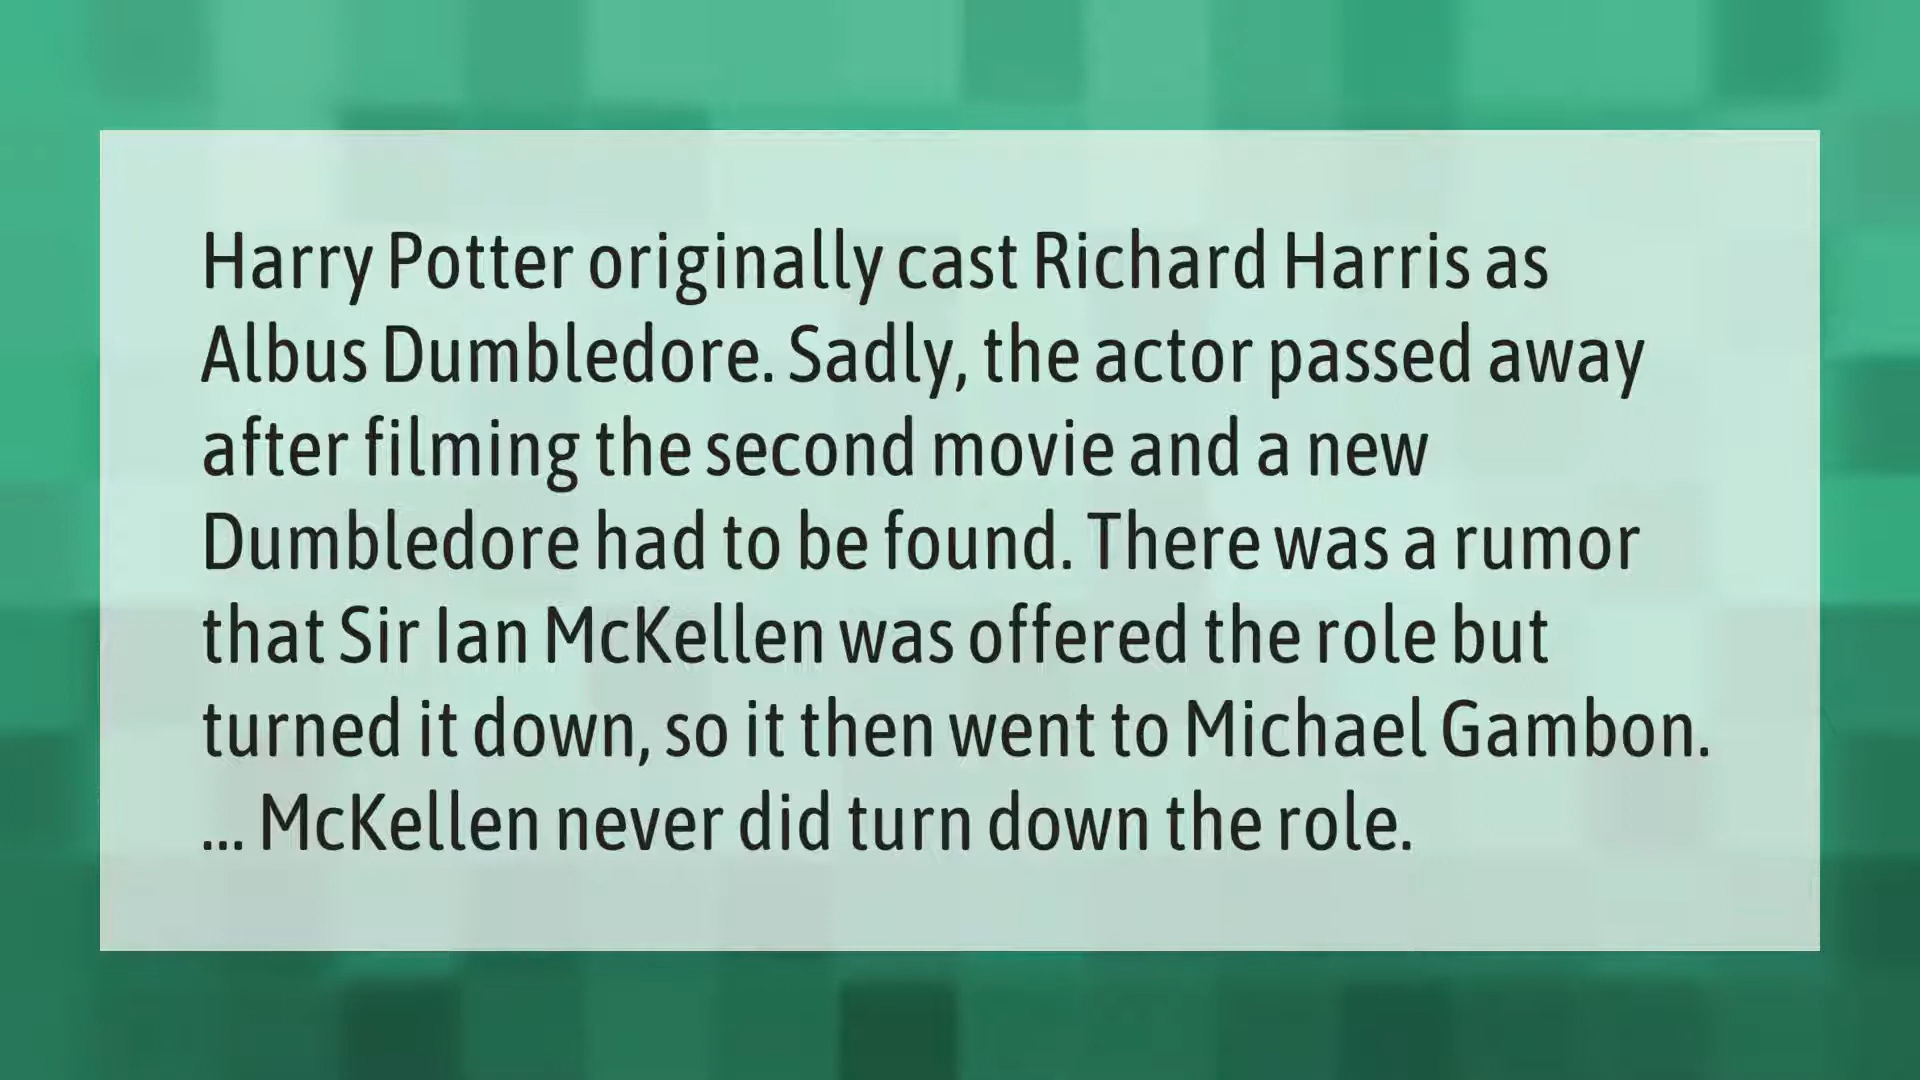 Harry Potter originally cast Richard Harris as
Albus Dumbledore. Sadly, the actor passed away
after filming the second movie and a new
Dumbledore had to be found. There was a rumor
that Sir Ian McKellen was offered the role but
turned it down, so it then went to Michael Gambon.
... McKellen never did turn down the role.